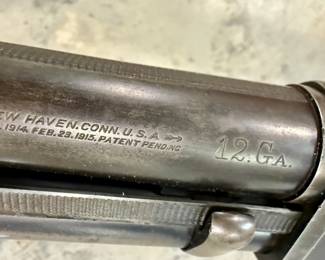 EW HAVEN. CONN. U.S.A
1914. FEB. 23. 1915, PATENT PENDING
12. GA.